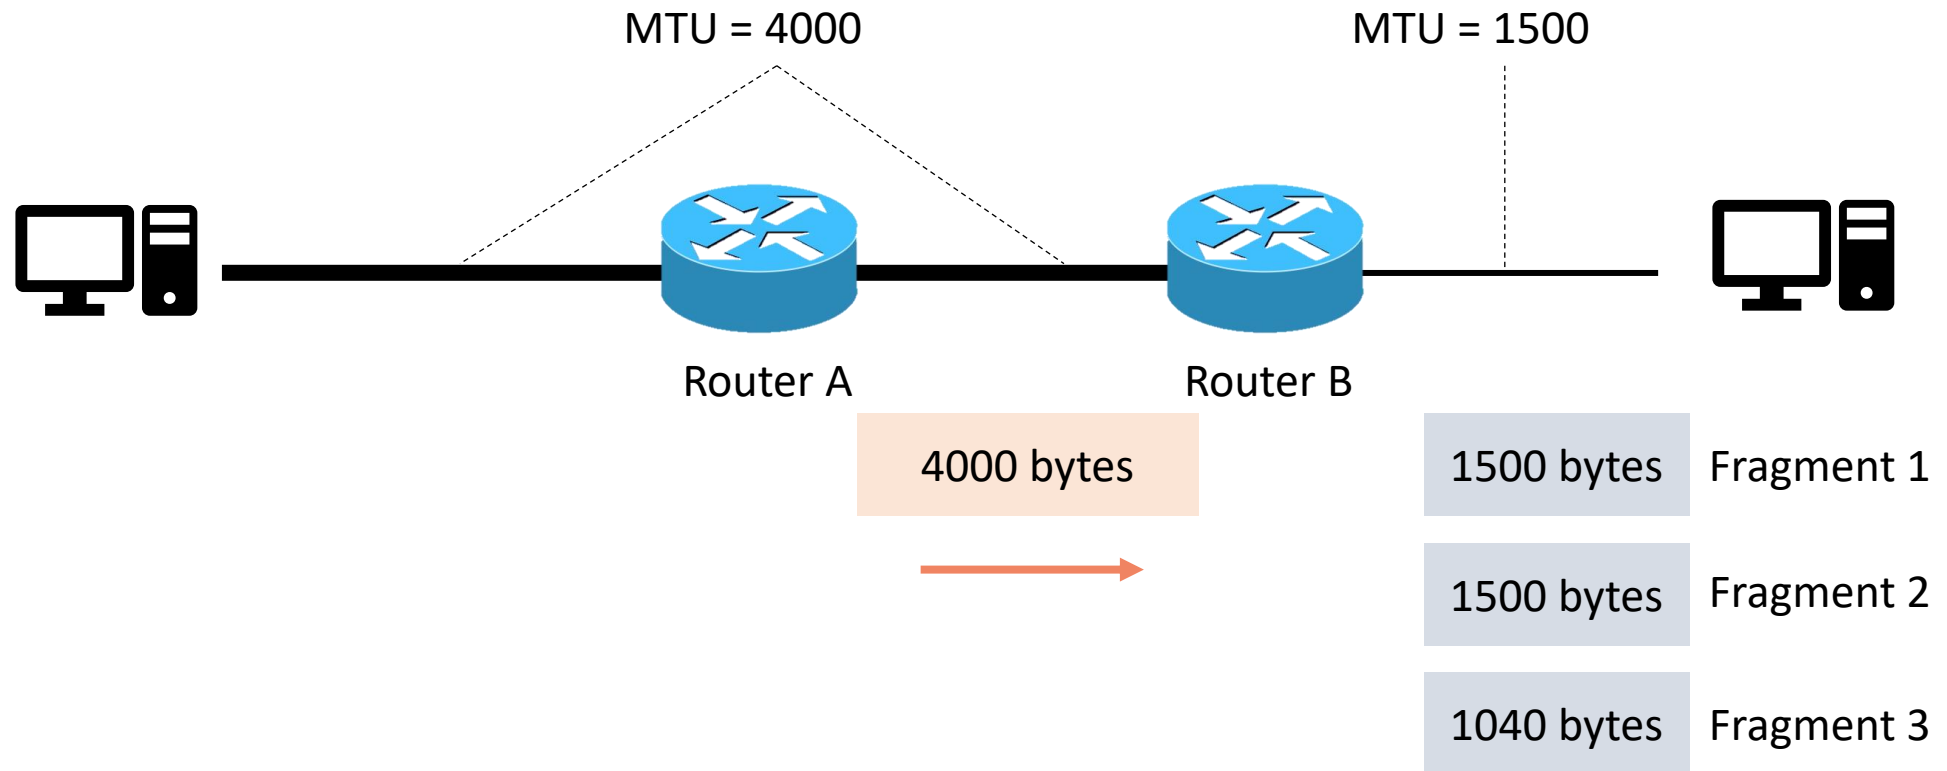 MTU = 4000
MTU = 1500
Router A
Router B
4000 bytes
1500 bytes
Fragment 1
1500 bytes
Fragment 2
1040 bytes
Fragment 3